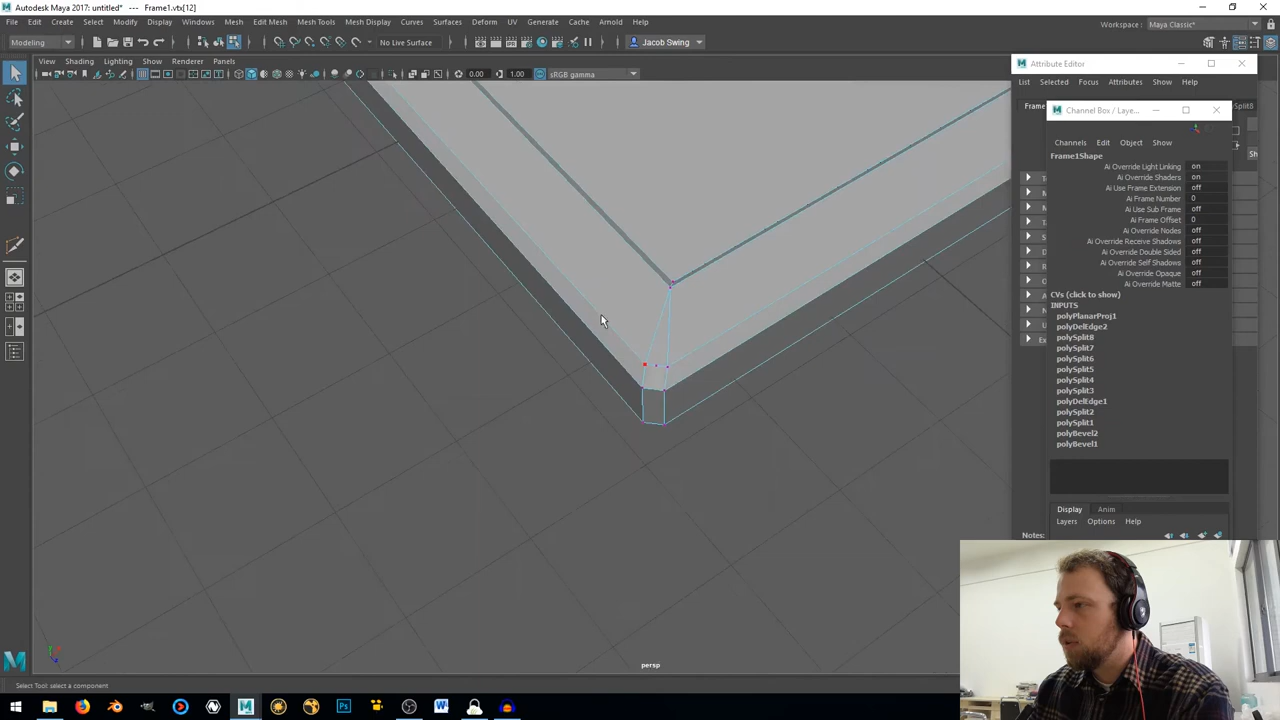 Autodesk Maya 2017: untitled*   ---   Frame1.vtx[12]
File Edit Create Select Modify Display Windows Mesh Edit Mesh Mesh Tools Mesh Display Curves Surfaces Deform UV Generate Cache Arnold Help
Workspace: Maya Classic*
Modeling No Live Surface Jacob Swing
View Shading Lighting Show Renderer Panels
0.00 1.00 sRGB gamma
Attribute Editor
List Selected Focus Attributes Show Help
Channel Box / Laye...
Channels Edit Object Show
Frame1Shape
Ai Override Light Linking on
Ai Override Shaders on
Ai Use Frame Extension off
Ai Frame Number 0
Ai Use Sub Frame off
Ai Frame Offset 0
Ai Override Nodes off
Ai Override Receive Shadows off
Ai Override Double Sided off
Ai Override Self Shadows off
Ai Override Opaque off
Ai Override Matte off
CVs (click to show)
INPUTS
polyPlanarProj1
polyDelEdge2
polySplit8
polySplit7
polySplit6
polySplit5
polySplit4
polySplit3
polyDelEdge1
polySplit2
polySplit1
polyBevel2
polyBevel1
Display Anim
Layers Options Help
Notes:
persp
Select Tool: select a component